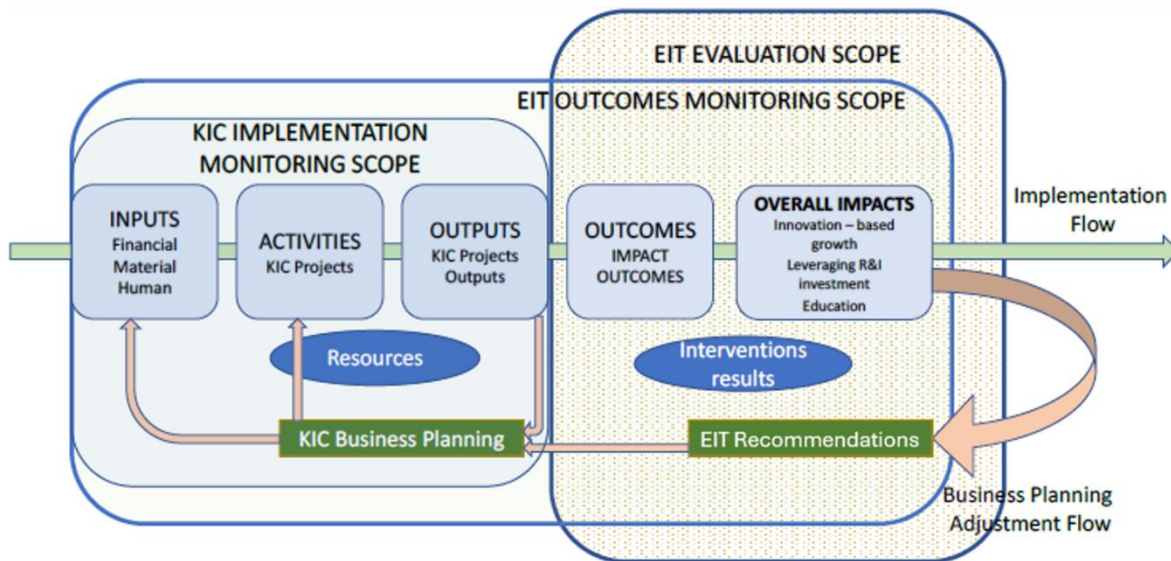 EIT EVALUATION SCOPE
EIT OUTCOMES MONITORING SCOPE
KIC IMPLEMENTATION
MONITORING SCOPE
INPUTS
Financial
Material
Human
ACTIVITIES
KIC Projects
OUTPUTS
KIC Projects
Outputs
OUTCOMES
IMPACT
OUTCOMES
OVERALL IMPACTS
Innovation – based
growth
Leveraging R&I
investment
Education
Implementation
Flow
Resources
Interventions
results
KIC Business Planning
EIT Recommendations
Business Planning
Adjustment Flow